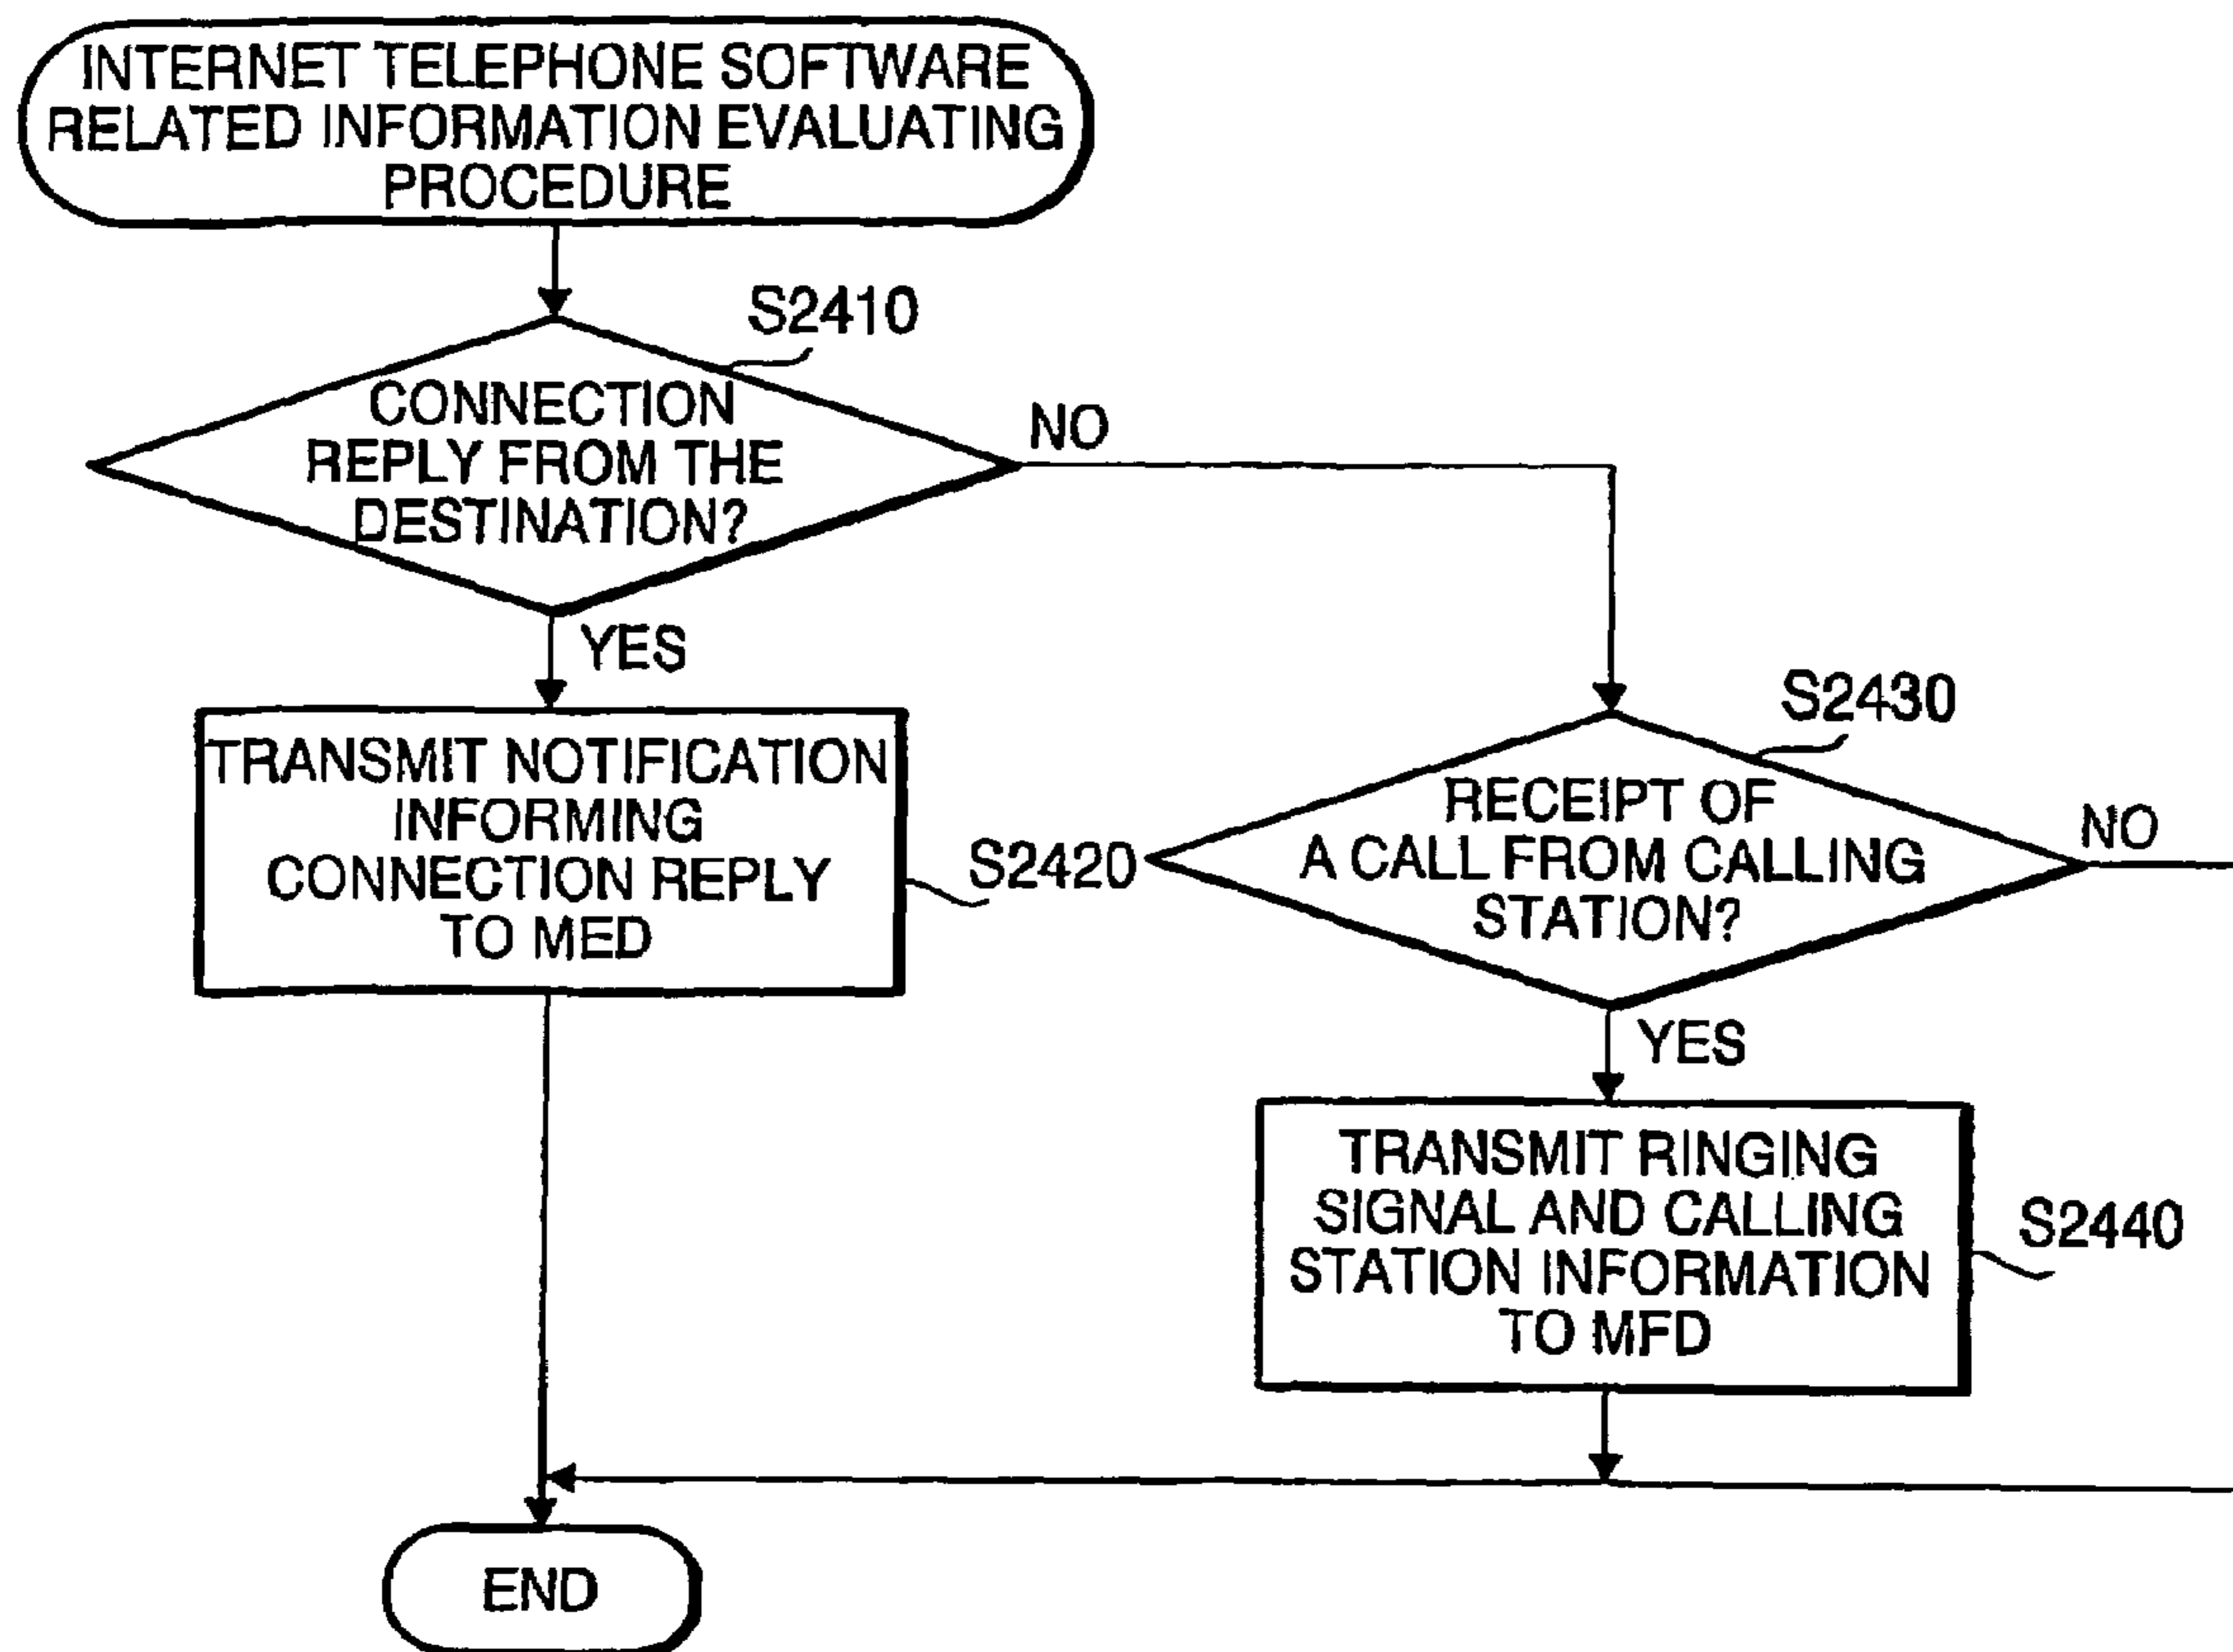 INTERNET TELEPHONE SOFTWARE
RELATED INFORMATION EVALUATING
PROCEDURE
S2410
CONNECTION
REPLY FROM THE
DESTINATION?
NO
YES
TRANSMIT NOTIFICATION
INFORMING
CONNECTION REPLY
TO MED
S2420
S2430
RECEIPT OF
A CALL FROM CALLING
STATION?
NO
YES
TRANSMIT RINGING
SIGNAL AND CALLING
STATION INFORMATION
TO MFD
S2440
END